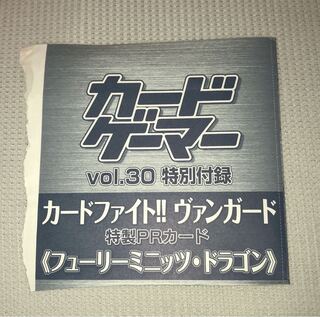 カード
ゲーマー
vol.30 特別付録
カードファイト!! ヴァンガード
特製PRカード
《フューリーミニッツ・ドラゴン》